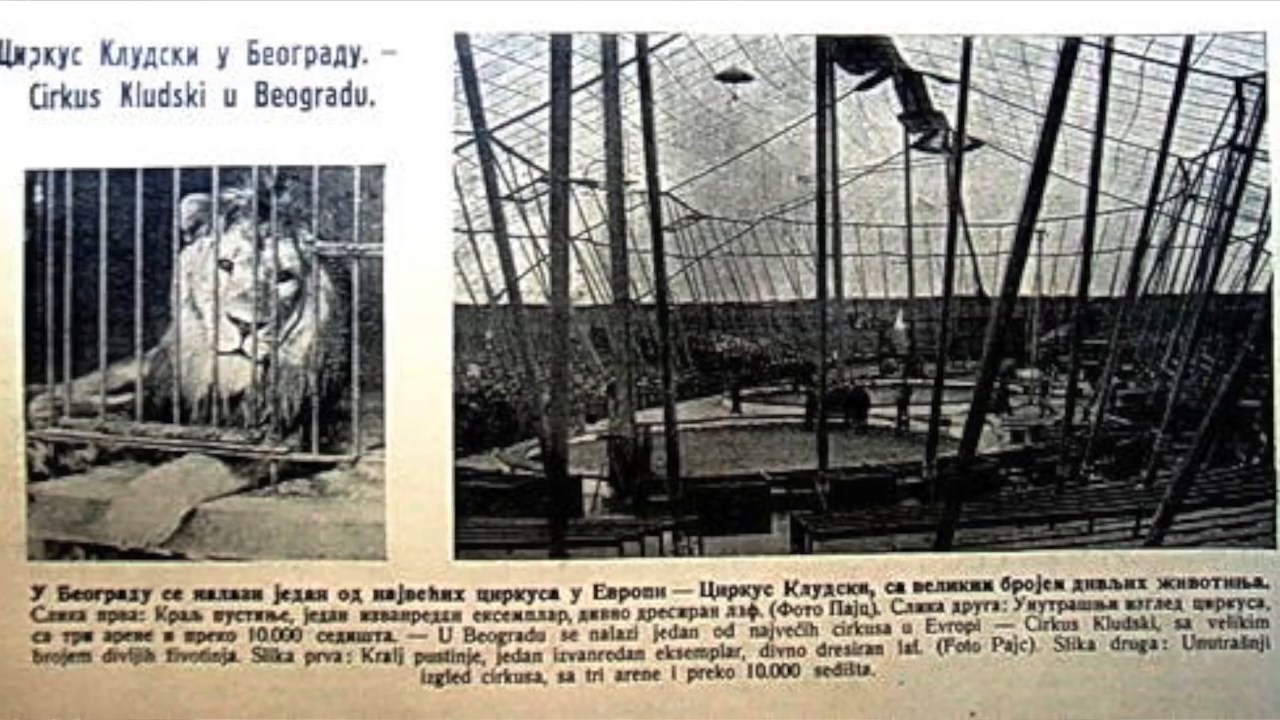 Циркус Клудски у Београду. –
Cirkus Kludski u Beogradu.
У Београду се налази један од највећих циркуса у Европи — Циркус Клудски, са великим бројем дивљих животиња.
Слика прва: Краљ пустиње, један изванредни ексемплар, дивно дресиран лаф. (Фото Пајц). Слика друга: Унутрашњи изглед циркуса,
са три арене и преко 10.000 седишта. — U Beogradu se nalazi jedan od najvećih cirkusa u Evropi — Cirkus Kludski, sa velikim
brojem divljih životinja. Slika prva: Kralj pustinje, jedan izvanredan eksemplar, divno dresiran laf. (Foto Pajc). Slika druga: Unutrašnji
izgled cirkusa, sa tri arene i preko 10.000 sedišta.